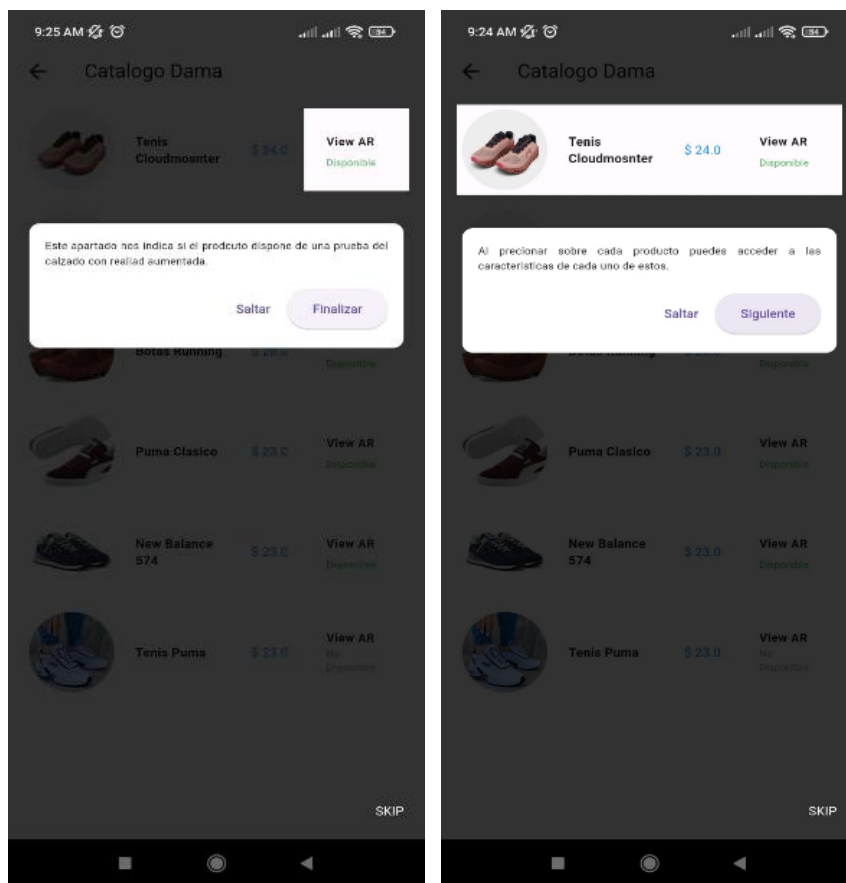 9:25 AM
54
Catalogo Dama
Tenis
Cloudmosnter
$ 24.0
View AR
Disponible
Este apartado nos indica si el prodcuto dispone de una prueba del
calzado con realiad aumentada.
Saltar
Finalizar
Botas Running
Disponible
Puma Clasico
$ 23.0
View AR
Disponible
New Balance
574
$ 23.0
View AR
Disponible
Tenis Puma
$ 23.0
View AR
No
Disponible
SKIP
9:24 AM
54
Catalogo Dama
Tenis
Cloudmosnter
$ 24.0
View AR
Disponible
Al precionar sobre cada producto puedes acceder a las
caracteristicas de cada uno de estos.
Saltar
Siguiente
Disponible
Puma Clasico
$ 23.0
View AR
Disponible
New Balance
574
$ 23.0
View AR
Disponible
Tenis Puma
$ 23.0
View AR
No
Disponible
SKIP